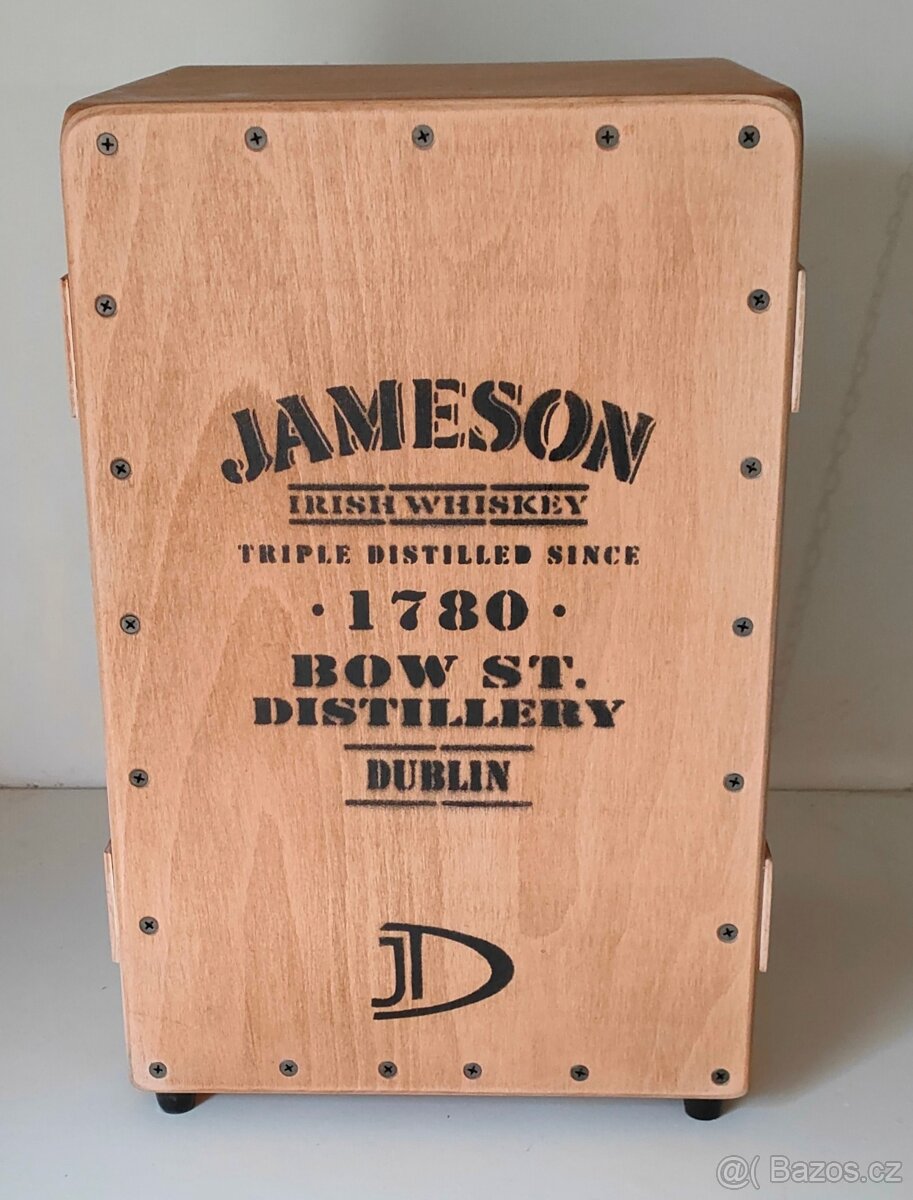 JAMESON
IRISH WHISKEY
TRIPLE DISTILLED SINCE
· 1780 ·
BOW ST.
DISTILLERY
DUBLIN
JD
@( Bazos.cz